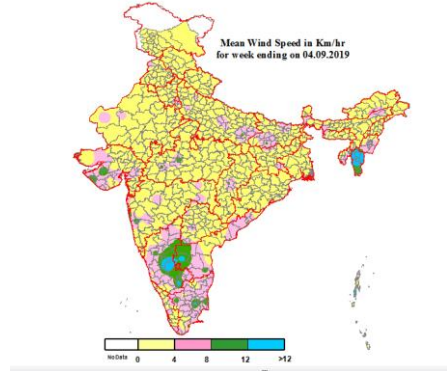 Mean Wind Speed in Km/hr
for week ending on 04.09.2019
No Data 0 4 8 12 >12